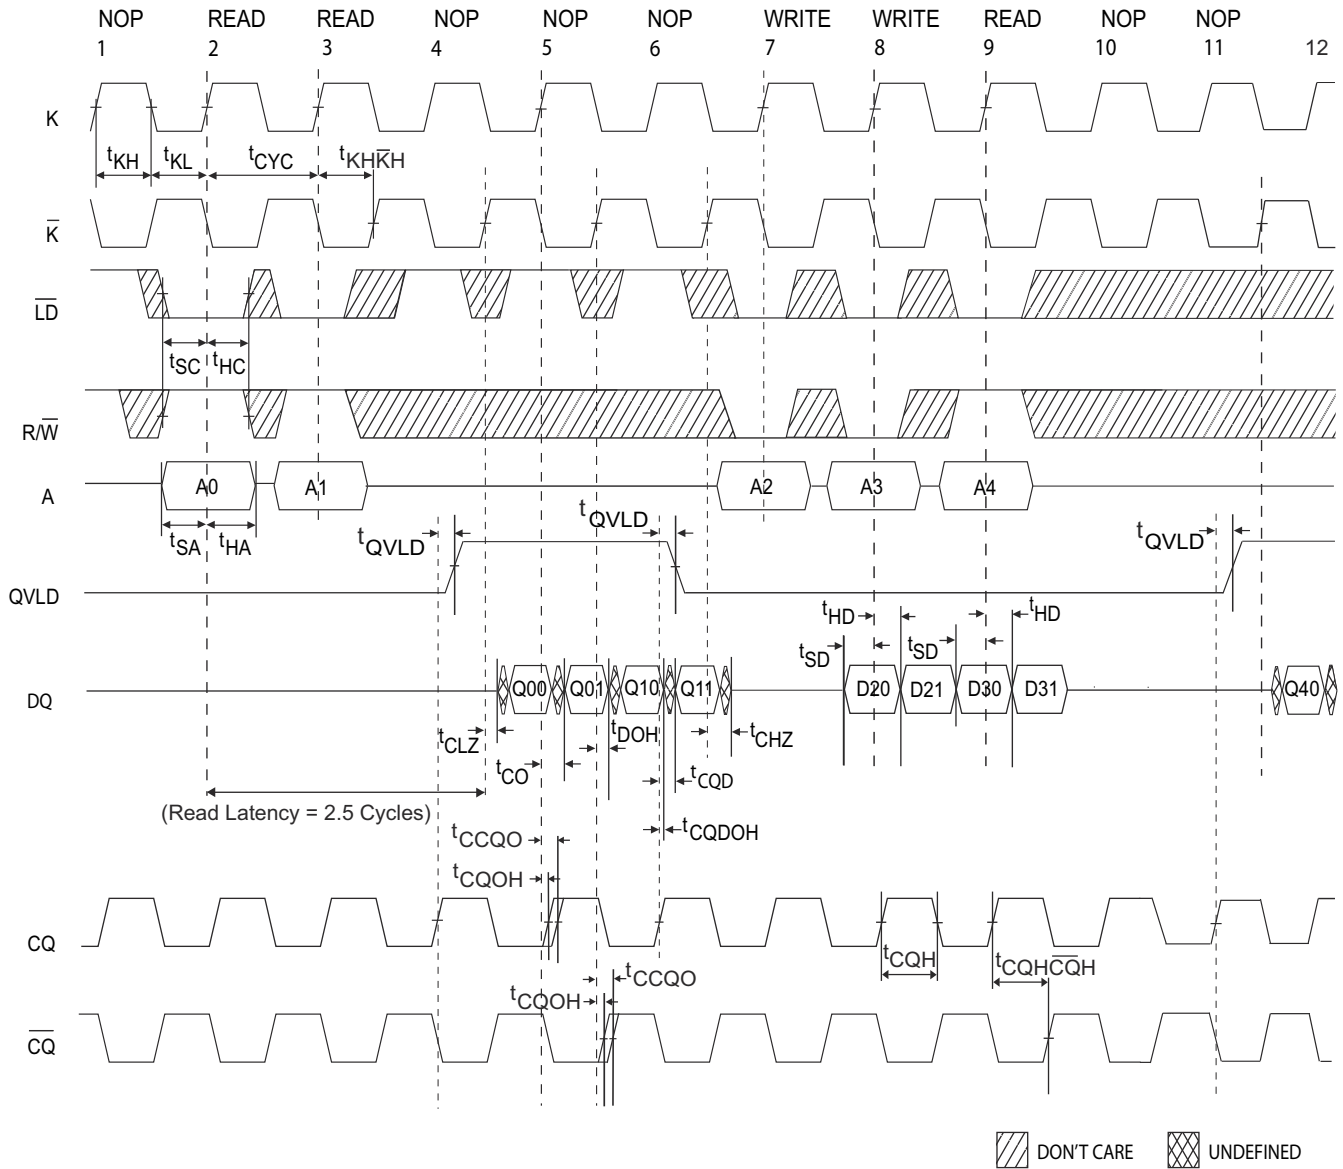 NOP READ READ NOP NOP NOP WRITE WRITE READ NOP NOP
1 2 3 4 5 6 7 8 9 10 11 12
K
tKH tKL tCYC tKHK̅H
K̅
L̅D̅
tSC tHC
R/W̅
A A0 A1 A2 A3 A4
tSA tHA tQVLD tQVLD tQVLD
QVLD
tHD tHD
tSD tSD
DQ Q00 Q01 Q10 Q11 D20 D21 D30 D31 Q40
tCLZ tDOH tCHZ
tCO tCQD
(Read Latency = 2.5 Cycles)
tCQDOH
tCCQO
tCQOH
CQ
tCQH tCQHC̅Q̅H
tCCQO
tCQOH
C̅Q̅
DON'T CARE UNDEFINED